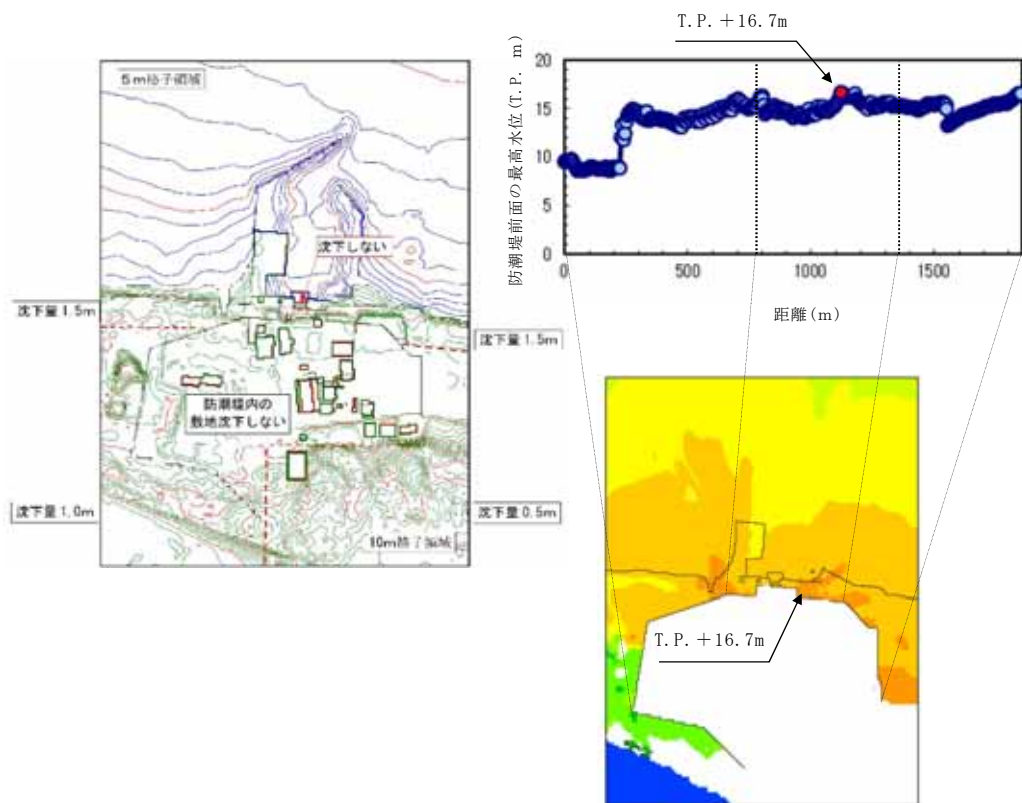 5m格子領域
沈下しない
沈下量1.5m
沈下量1.5m
防潮堤内の
敷地沈下しない
沈下量1.0m
沈下量0.5m
10m格子領域
T.P.+16.7m
防潮堤前面の最高水位(T.P. m)
20
15
10
5
0
0
500
1000
1500
距離(m)
T.P.+16.7m